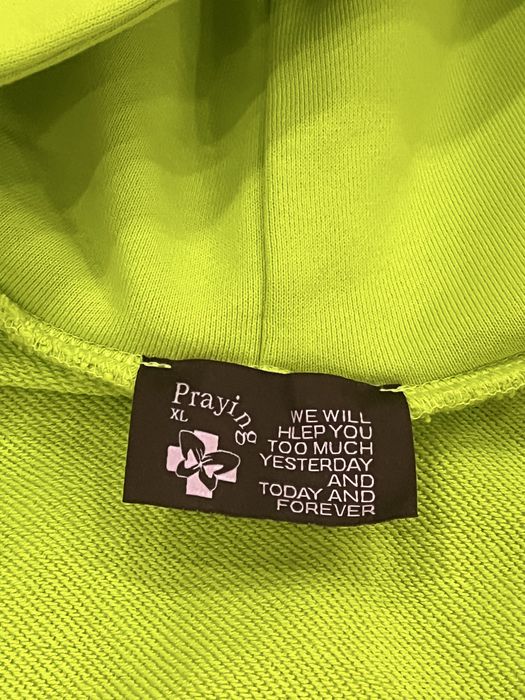 Praying
XL
WE WILL
HLEP YOU
TOO MUCH
YESTERDAY
AND
TODAY AND
FOREVER